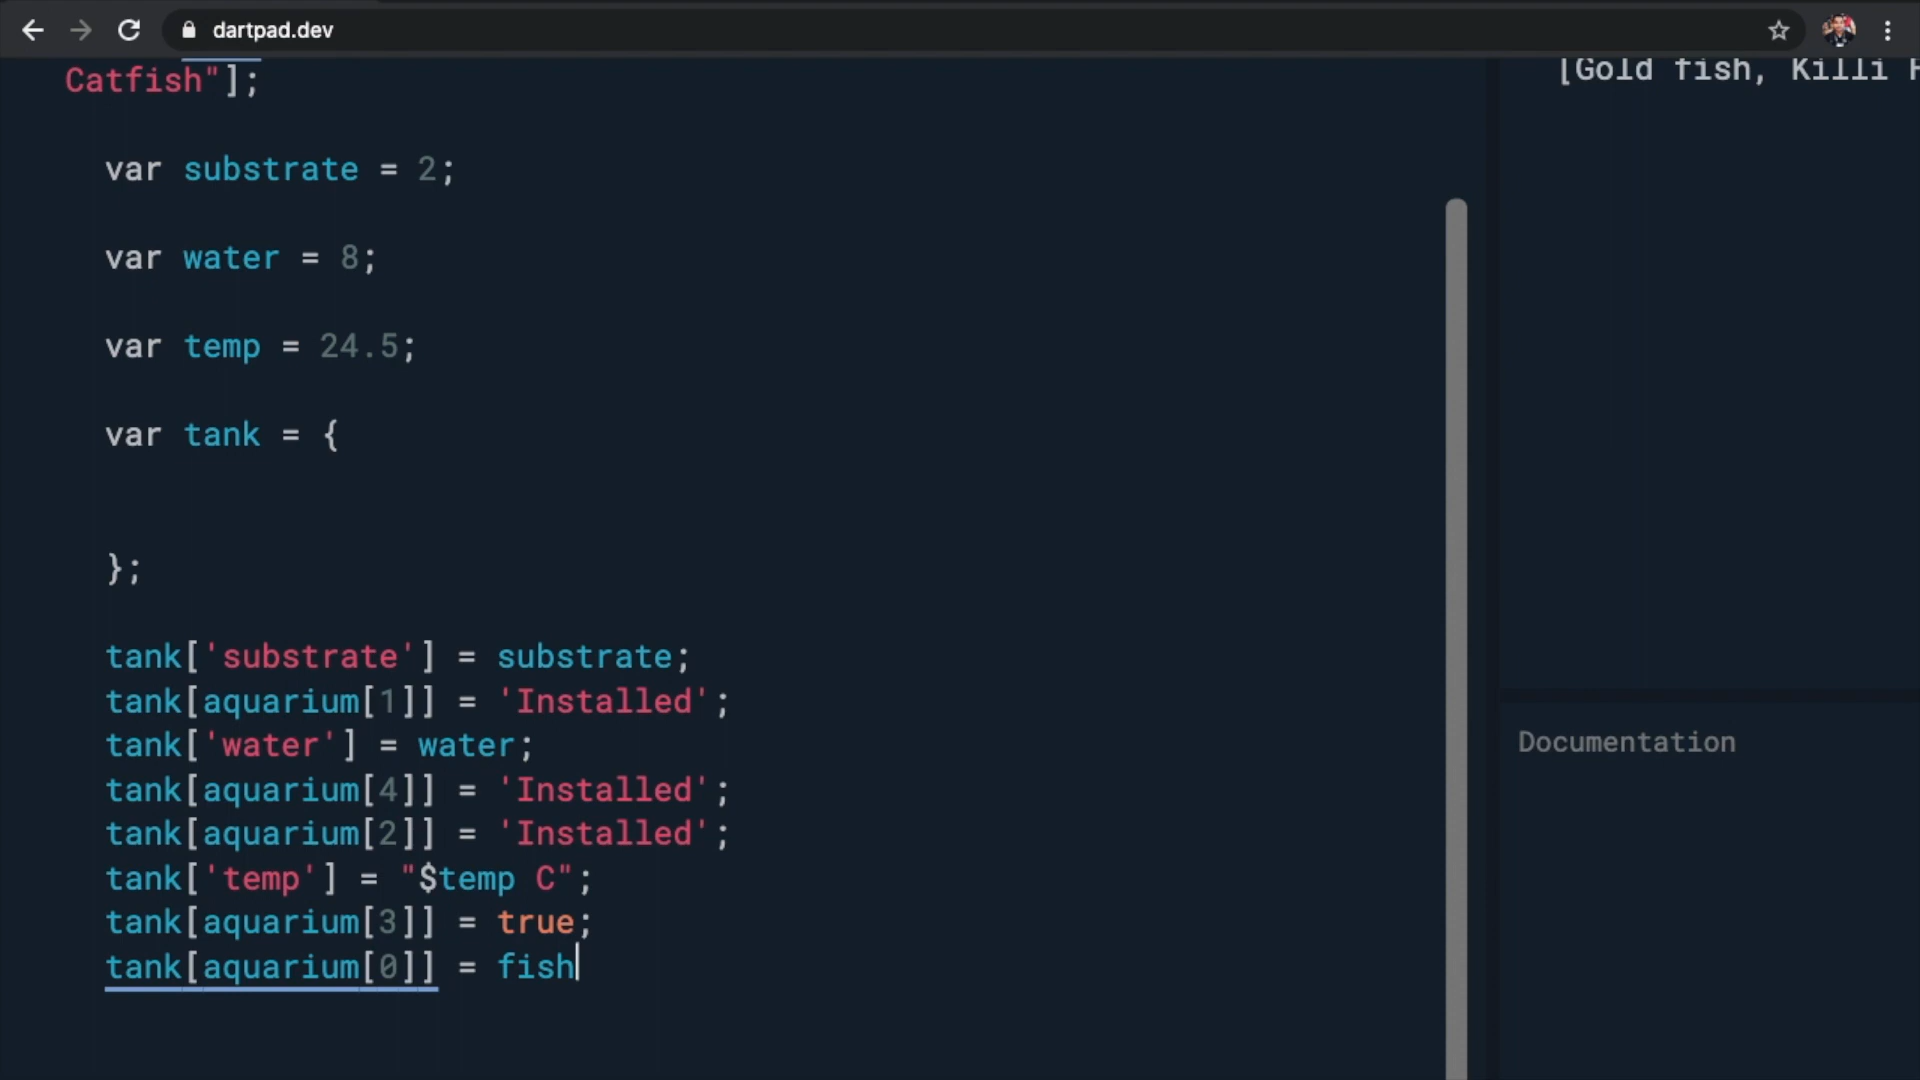 dartpad.dev
Catfish"];
[Gold fish, Killi
var substrate = 2;
var water = 8;
var temp = 24.5;
var tank = {
};
tank['substrate'] = substrate;
tank[aquarium[1]] = 'Installed';
tank['water'] = water;
tank[aquarium[4]] = 'Installed';
tank[aquarium[2]] = 'Installed';
tank['temp'] = "$temp C";
tank[aquarium[3]] = true;
tank[aquarium[0]] = fish
Documentation